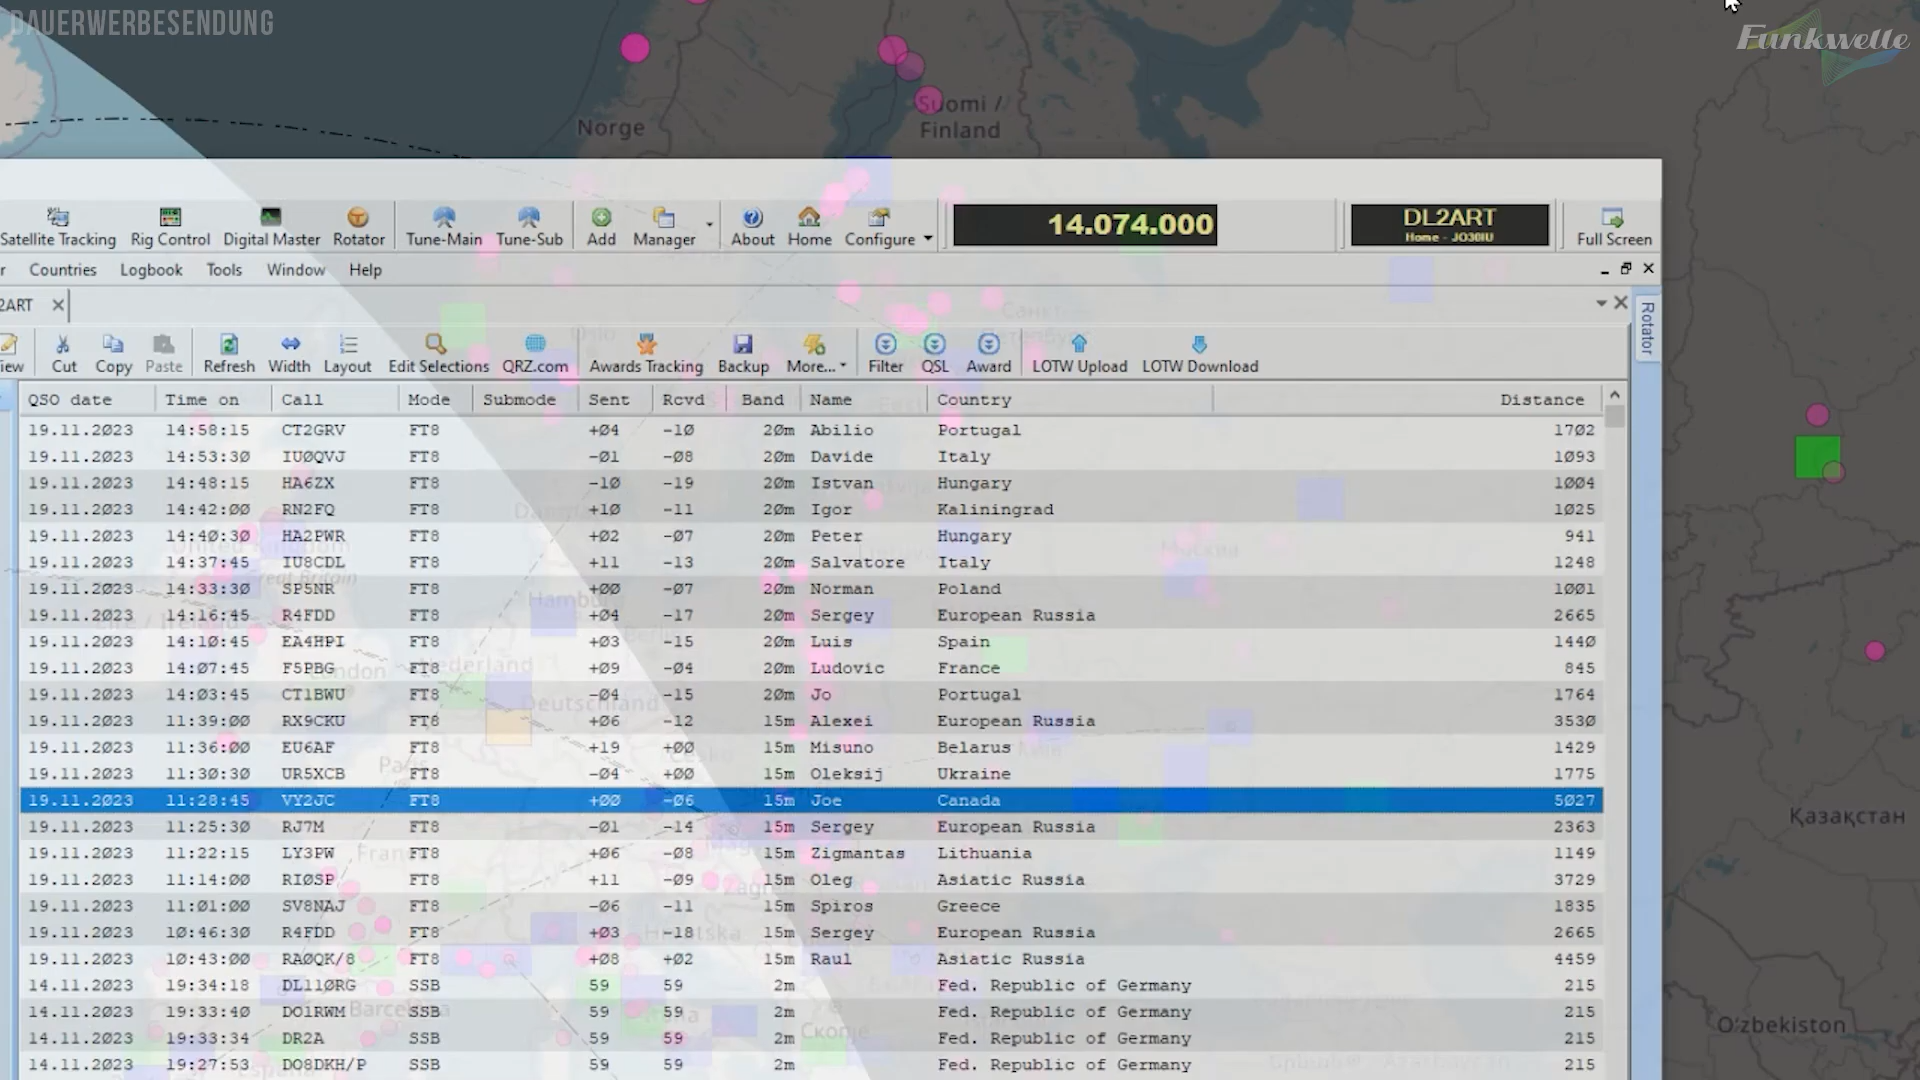 DAUERWERBESENDUNG
Funkwelle
Norge
Suomi /
Finland
14.074.000
DL2ART
Home - JO30IU
Satellite Tracking Rig Control Digital Master Rotator Tune-Main Tune-Sub Add Manager About Home Configure Full Screen
r Countries Logbook Tools Window Help
2ART
Rotator
iew Cut Copy Paste Refresh Width Layout Edit Selections QRZ.com Awards Tracking Backup More... Filter QSL Award LOTW Upload LOTW Download
QSO date Time on Call Mode Submode Sent Rcvd Band Name Country Distance
19.11.2023 14:58:15 CT2GRV FT8 +04 -10 20m Abilio Portugal 1702
19.11.2023 14:53:30 IU0QVJ FT8 -01 -08 20m Davide Italy 1093
19.11.2023 14:48:15 HA6ZX FT8 -10 -19 20m Istvan Hungary 1004
19.11.2023 14:42:00 RN2FQ FT8 +10 -11 20m Igor Kaliningrad 1025
19.11.2023 14:40:30 HA2PWR FT8 +02 -07 20m Peter Hungary 941
19.11.2023 14:37:45 IU8CDL FT8 +11 -13 20m Salvatore Italy 1248
19.11.2023 14:33:30 SP5NR FT8 +00 -07 20m Norman Poland 1001
19.11.2023 14:16:45 R4FDD FT8 +04 -17 20m Sergey European Russia 2665
19.11.2023 14:10:45 EA4HPI FT8 +03 -15 20m Luis Spain 1440
19.11.2023 14:07:45 F5PBG FT8 +09 -04 20m Ludovic France 845
19.11.2023 14:03:45 CT1BWU FT8 -04 -15 20m Jo Portugal 1764
19.11.2023 11:39:00 RX9CKU FT8 +06 -12 15m Alexei European Russia 3530
19.11.2023 11:36:00 EU6AF FT8 +19 +00 15m Misuno Belarus 1429
19.11.2023 11:30:30 UR5XCB FT8 -04 +00 15m Oleksij Ukraine 1775
19.11.2023 11:28:45 VY2JC FT8 +00 -06 15m Joe Canada 5027
19.11.2023 11:25:30 RJ7M FT8 -01 -14 15m Sergey European Russia 2363
19.11.2023 11:22:15 LY3PW FT8 +06 -08 15m Zigmantas Lithuania 1149
19.11.2023 11:14:00 RI0SP FT8 +11 -09 15m Oleg Asiatic Russia 3729
19.11.2023 11:01:00 SV8NAJ FT8 -06 -11 15m Spiros Greece 1835
19.11.2023 10:46:30 R4FDD FT8 +03 -18 15m Sergey European Russia 2665
19.11.2023 10:43:00 RA0QK/8 FT8 +08 +02 15m Raul Asiatic Russia 4459
14.11.2023 19:34:18 DL110RG SSB 59 59 2m Fed. Republic of Germany 215
14.11.2023 19:33:40 DO1RWM SSB 59 59 2m Fed. Republic of Germany 215
14.11.2023 19:33:34 DR2A SSB 59 59 2m Fed. Republic of Germany 215
14.11.2023 19:27:53 DO8DKH/P SSB 59 59 2m Fed. Republic of Germany 215
Москва
Hamburg
London
Nederland
Deutschland
Paris
Česko
France
Zagreb
Hrvatska
Barcelona
Скопје
España
Қазақстан
O'zbekiston